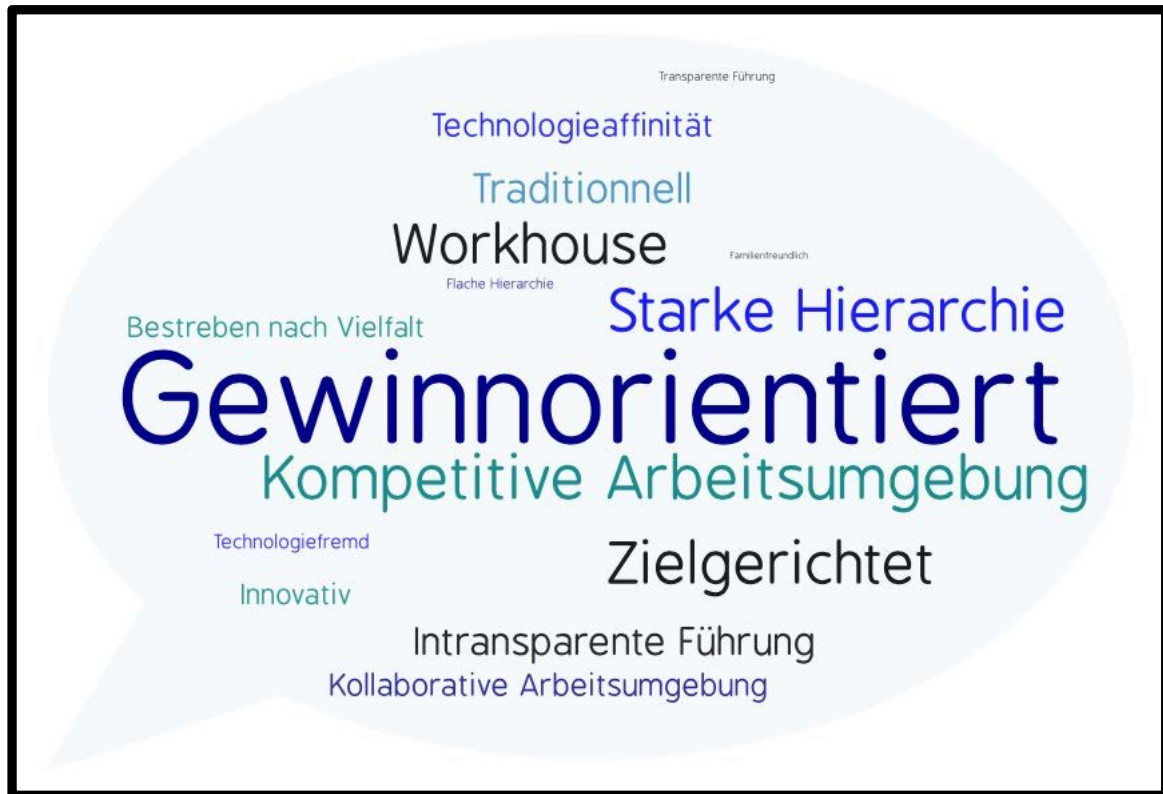 Transparente Führung
Technologieaffinität
Traditionnell
Workhouse
Familienfreundlich
Flache Hierarchie
Starke Hierarchie
Bestreben nach Vielfalt
Gewinnorientiert
Kompetitive Arbeitsumgebung
Technologiefremd
Zielgerichtet
Innovativ
Intransparente Führung
Kollaborative Arbeitsumgebung